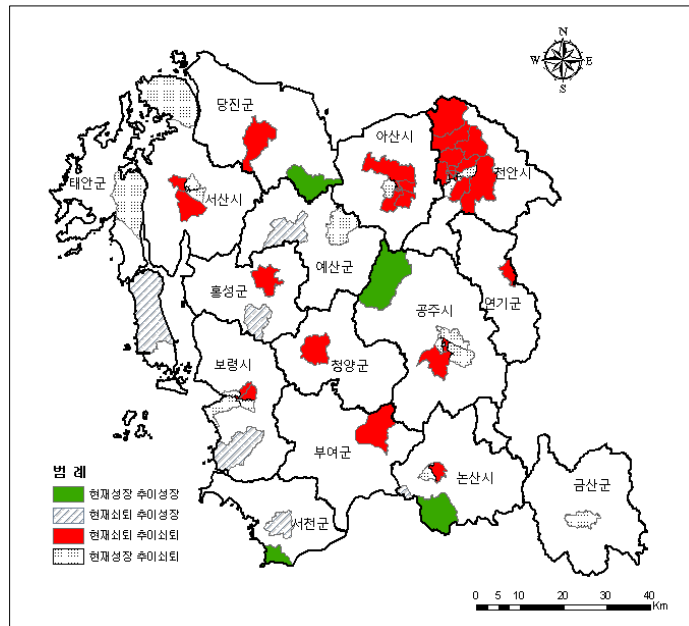 N
W E
S
당진군
아산시
천안시
태안군
서산시
예산군
홍성군
공주시
연기군
보령시
청양군
부여군
논산시
금산군
서천군
범 례
현재성장 추이성장
현재쇠퇴 추이성장
현재쇠퇴 추이쇠퇴
현재성장 추이쇠퇴
0 5 10 20 30 40
Km